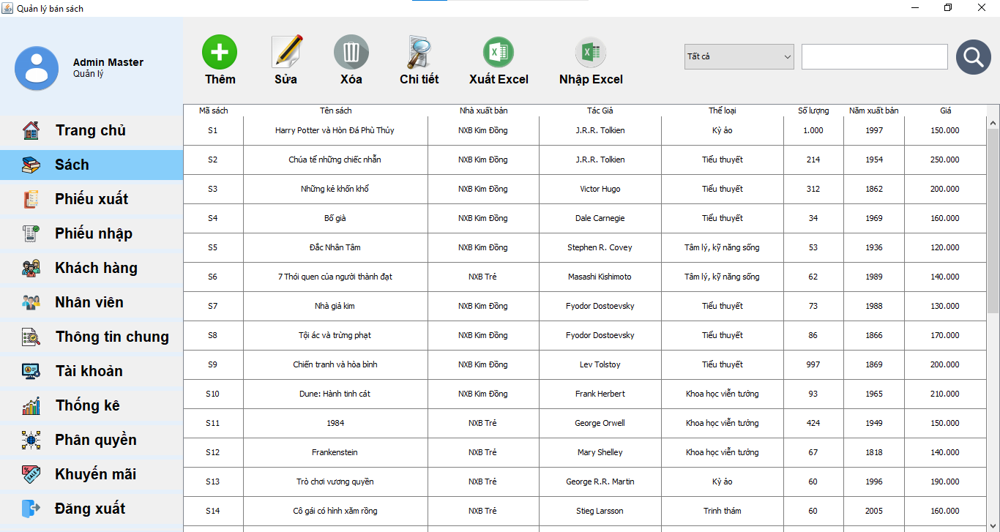 Quản lý bán sách
Admin Master
Quản lý
Thêm Sửa Xóa Chi tiết Xuất Excel Nhập Excel
Tất cả
Trang chủ
Sách
Phiếu xuất
Phiếu nhập
Khách hàng
Nhân viên
Thông tin chung
Tài khoản
Thống kê
Phân quyền
Khuyến mãi
Đăng xuất
Mã sách Tên sách Nhà xuất bản Tác Giả Thể loại Số lượng Năm xuất bản Giá
S1 Harry Potter và Hòn Đá Phù Thủy NXB Kim Đồng J.R.R. Tolkien Kỳ ảo 1.000 1997 150.000
S2 Chúa tể những chiếc nhẫn NXB Kim Đồng J.R.R. Tolkien Tiểu thuyết 214 1954 250.000
S3 Những kẻ khốn khổ NXB Kim Đồng Victor Hugo Tiểu thuyết 312 1862 200.000
S4 Bố già NXB Kim Đồng Dale Carnegie Tiểu thuyết 34 1969 160.000
S5 Đắc Nhân Tâm NXB Kim Đồng Stephen R. Covey Tâm lý, kỹ năng sống 53 1936 120.000
S6 7 Thói quen của người thành đạt NXB Trẻ Masashi Kishimoto Tâm lý, kỹ năng sống 62 1989 140.000
S7 Nhà giả kim NXB Kim Đồng Fyodor Dostoevsky Tiểu thuyết 73 1988 130.000
S8 Tội ác và trừng phạt NXB Kim Đồng Fyodor Dostoevsky Tiểu thuyết 86 1866 170.000
S9 Chiến tranh và hòa bình NXB Kim Đồng Lev Tolstoy Tiểu thuyết 997 1869 200.000
S10 Dune: Hành tinh cát NXB Kim Đồng Frank Herbert Khoa học viễn tưởng 93 1965 210.000
S11 1984 NXB Trẻ George Orwell Khoa học viễn tưởng 424 1949 150.000
S12 Frankenstein NXB Trẻ Mary Shelley Khoa học viễn tưởng 67 1818 140.000
S13 Trò chơi vương quyền NXB Trẻ George R.R. Martin Kỳ ảo 60 1996 190.000
S14 Cô gái có hình xăm rồng NXB Trẻ Stieg Larsson Trinh thám 60 2005 160.000